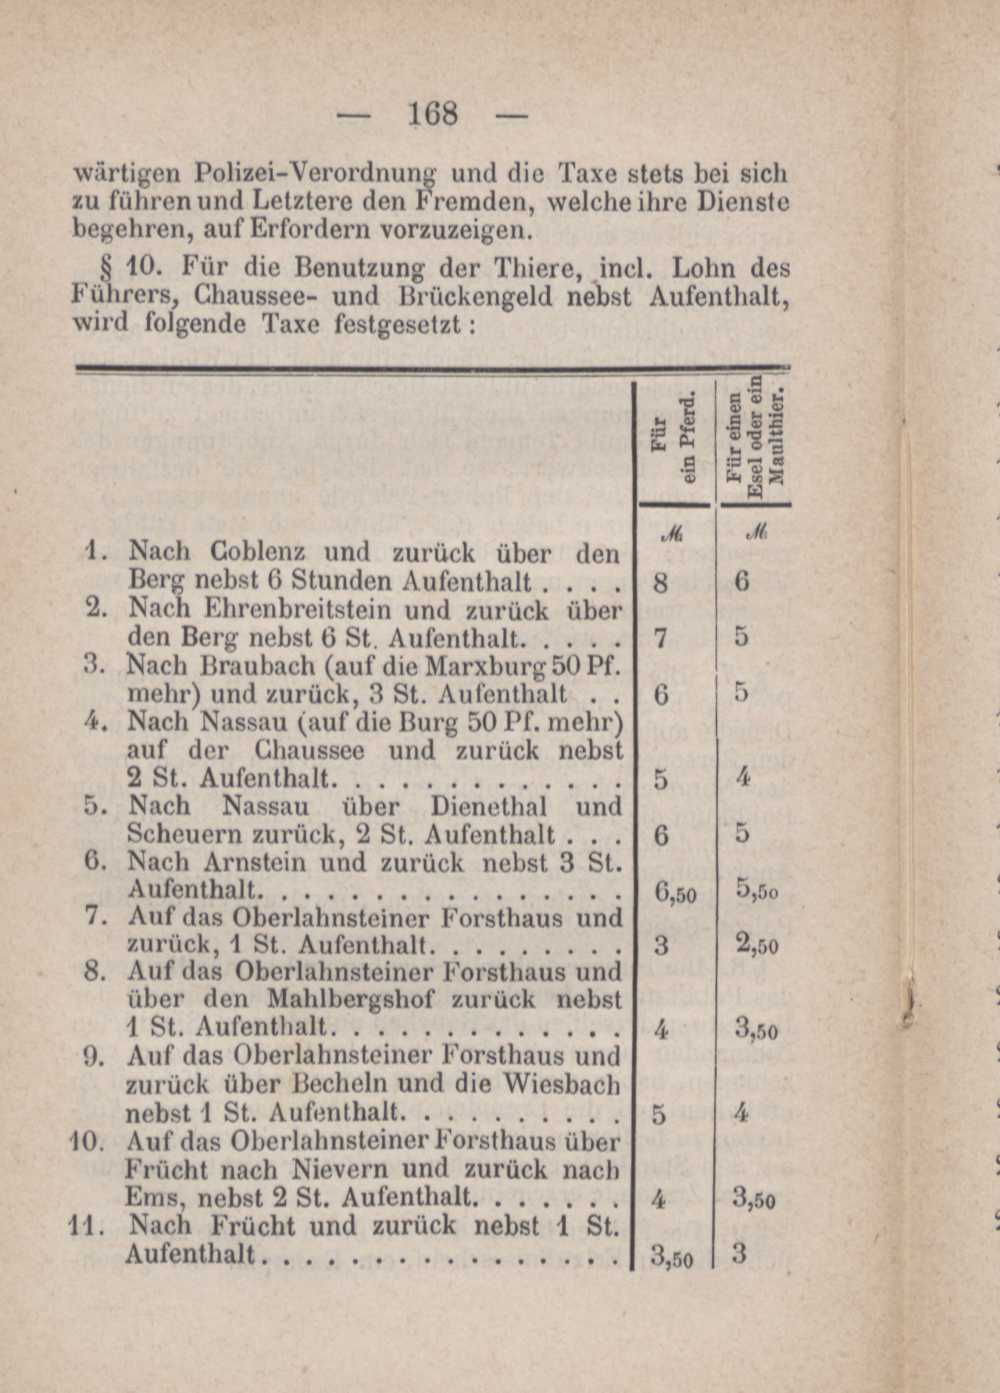 — 168 —
wärtigen Polizei-Verordnung und die Taxe stets bei sich
zu führen und Letztere den Fremden, welche ihre Dienste
begehren, auf Erfordern vorzuzeigen.
§ 10. Für die Benutzung der Thiere, incl. Lohn des
Führers, Chaussee- und Brückengeld nebst Aufenthalt,
wird folgende Taxe festgesetzt:
Für
ein Pferd.
Für einen
Esel oder ein
Maulthier.
M. M.
1. Nach Coblenz und zurück über den
Berg nebst 6 Stunden Aufenthalt . . . . 8 6
2. Nach Ehrenbreitstein und zurück über
den Berg nebst 6 St. Aufenthalt. . . . . . 7 5
3. Nach Braubach (auf die Marxburg 50 Pf.
mehr) und zurück, 3 St. Aufenthalt . . 6 5
4. Nach Nassau (auf die Burg 50 Pf. mehr)
auf der Chaussee und zurück nebst
2 St. Aufenthalt. . . . . . . . . . . . . 5 4
5. Nach Nassau über Dienethal und
Scheuern zurück, 2 St. Aufenthalt . . . 6 5
6. Nach Arnstein und zurück nebst 3 St.
Aufenthalt. . . . . . . . . . . . . . . . 6,50 5,50
7. Auf das Oberlahnsteiner Forsthaus und
zurück, 1 St. Aufenthalt. . . . . . . . . 3 2,50
8. Auf das Oberlahnsteiner Forsthaus und
über den Mahlbergshof zurück nebst
1 St. Aufenthalt. . . . . . . . . . . . . 4 3,50
9. Auf das Oberlahnsteiner Forsthaus und
zurück über Becheln und die Wiesbach
nebst 1 St. Aufenthalt. . . . . . . . . . 5 4
10. Auf das Oberlahnsteiner Forsthaus über
Frücht nach Nievern und zurück nach
Ems, nebst 2 St. Aufenthalt. . . . . . . 4 3,50
11. Nach Frücht und zurück nebst 1 St.
Aufenthalt . . . . . . . . . . . . . . . . 3,50 3